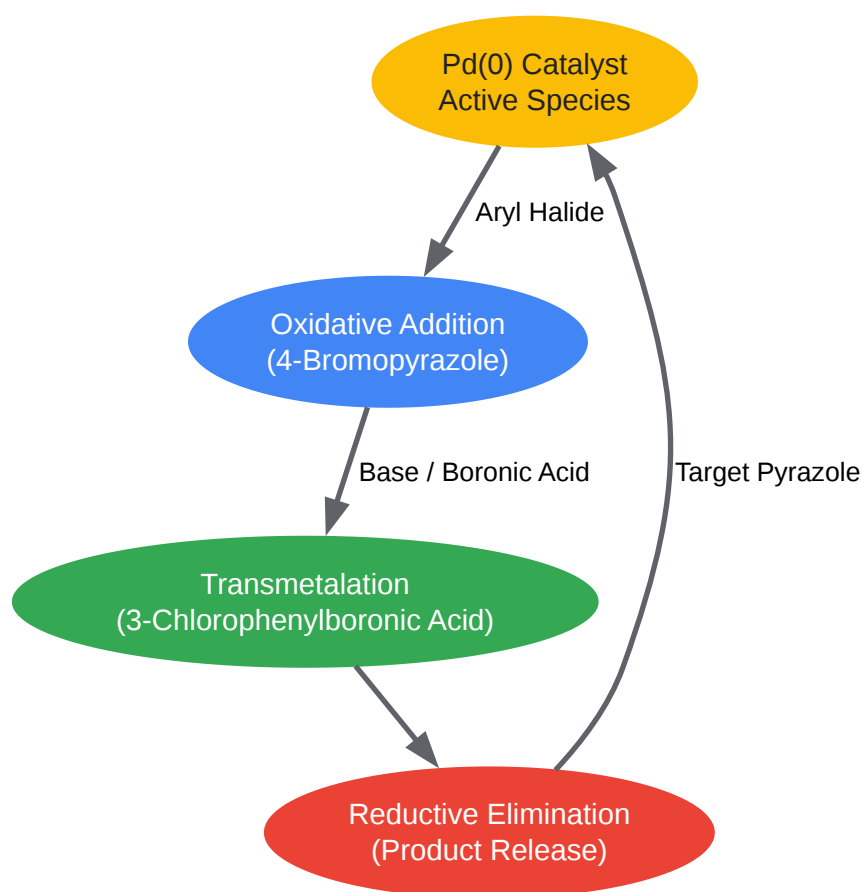 Pd(0) Catalyst
Active Species
Aryl Halide
Oxidative Addition
(4-Bromopyrazole)
Base / Boronic Acid
Target Pyrazole
Transmetalation
(3-Chlorophenylboronic Acid)
Reductive Elimination
(Product Release)